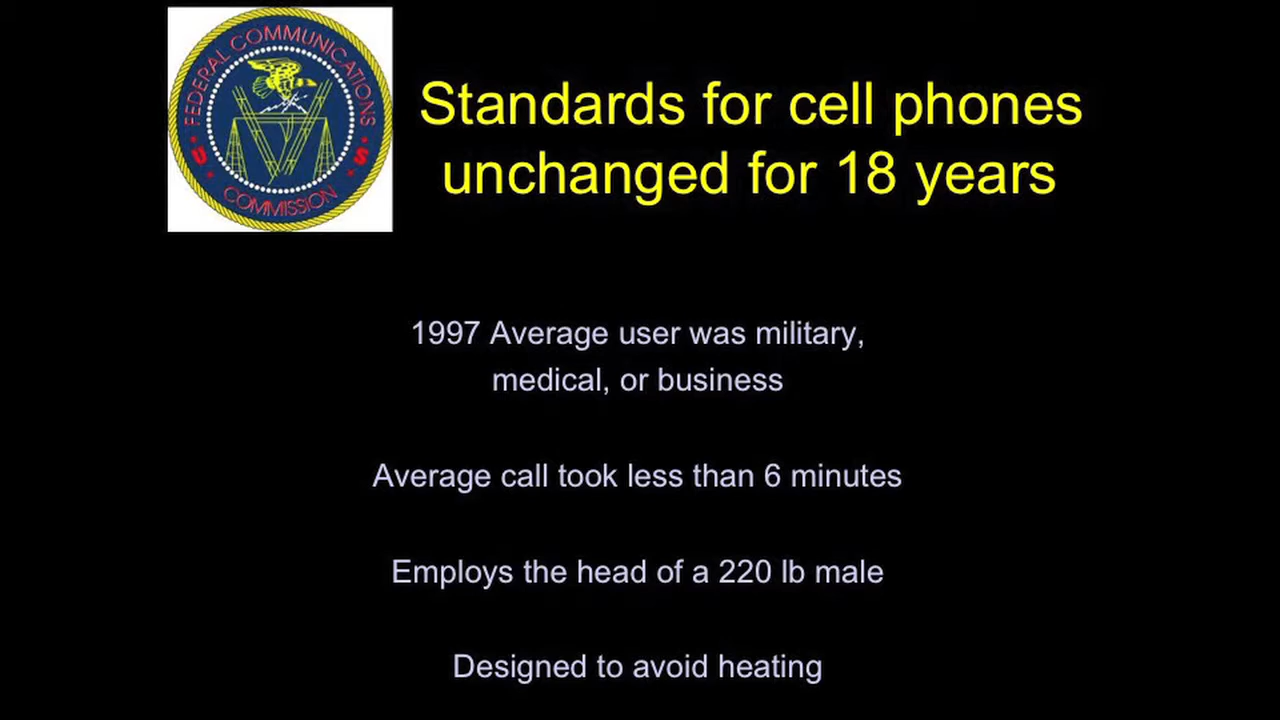 FEDERAL COMMUNICATIONS
U S
COMMISSION
Standards for cell phones
unchanged for 18 years
1997 Average user was military,
medical, or business
Average call took less than 6 minutes
Employs the head of a 220 lb male
Designed to avoid heating